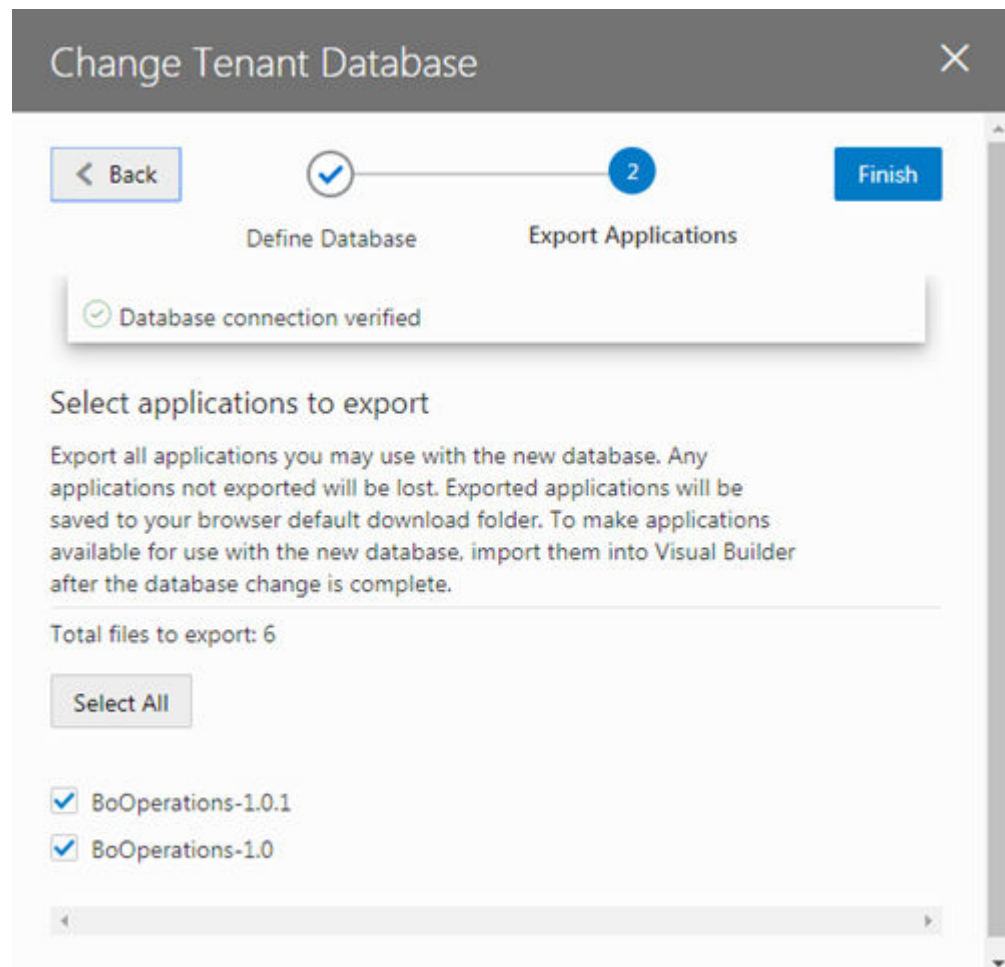 Change Tenant Database
Back
2
Finish
Define Database
Export Applications
Database connection verified
Select applications to export
Export all applications you may use with the new database. Any
applications not exported will be lost. Exported applications will be
saved to your browser default download folder. To make applications
available for use with the new database, import them into Visual Builder
after the database change is complete.
Total files to export: 6
Select All
BoOperations-1.0.1
BoOperations-1.0